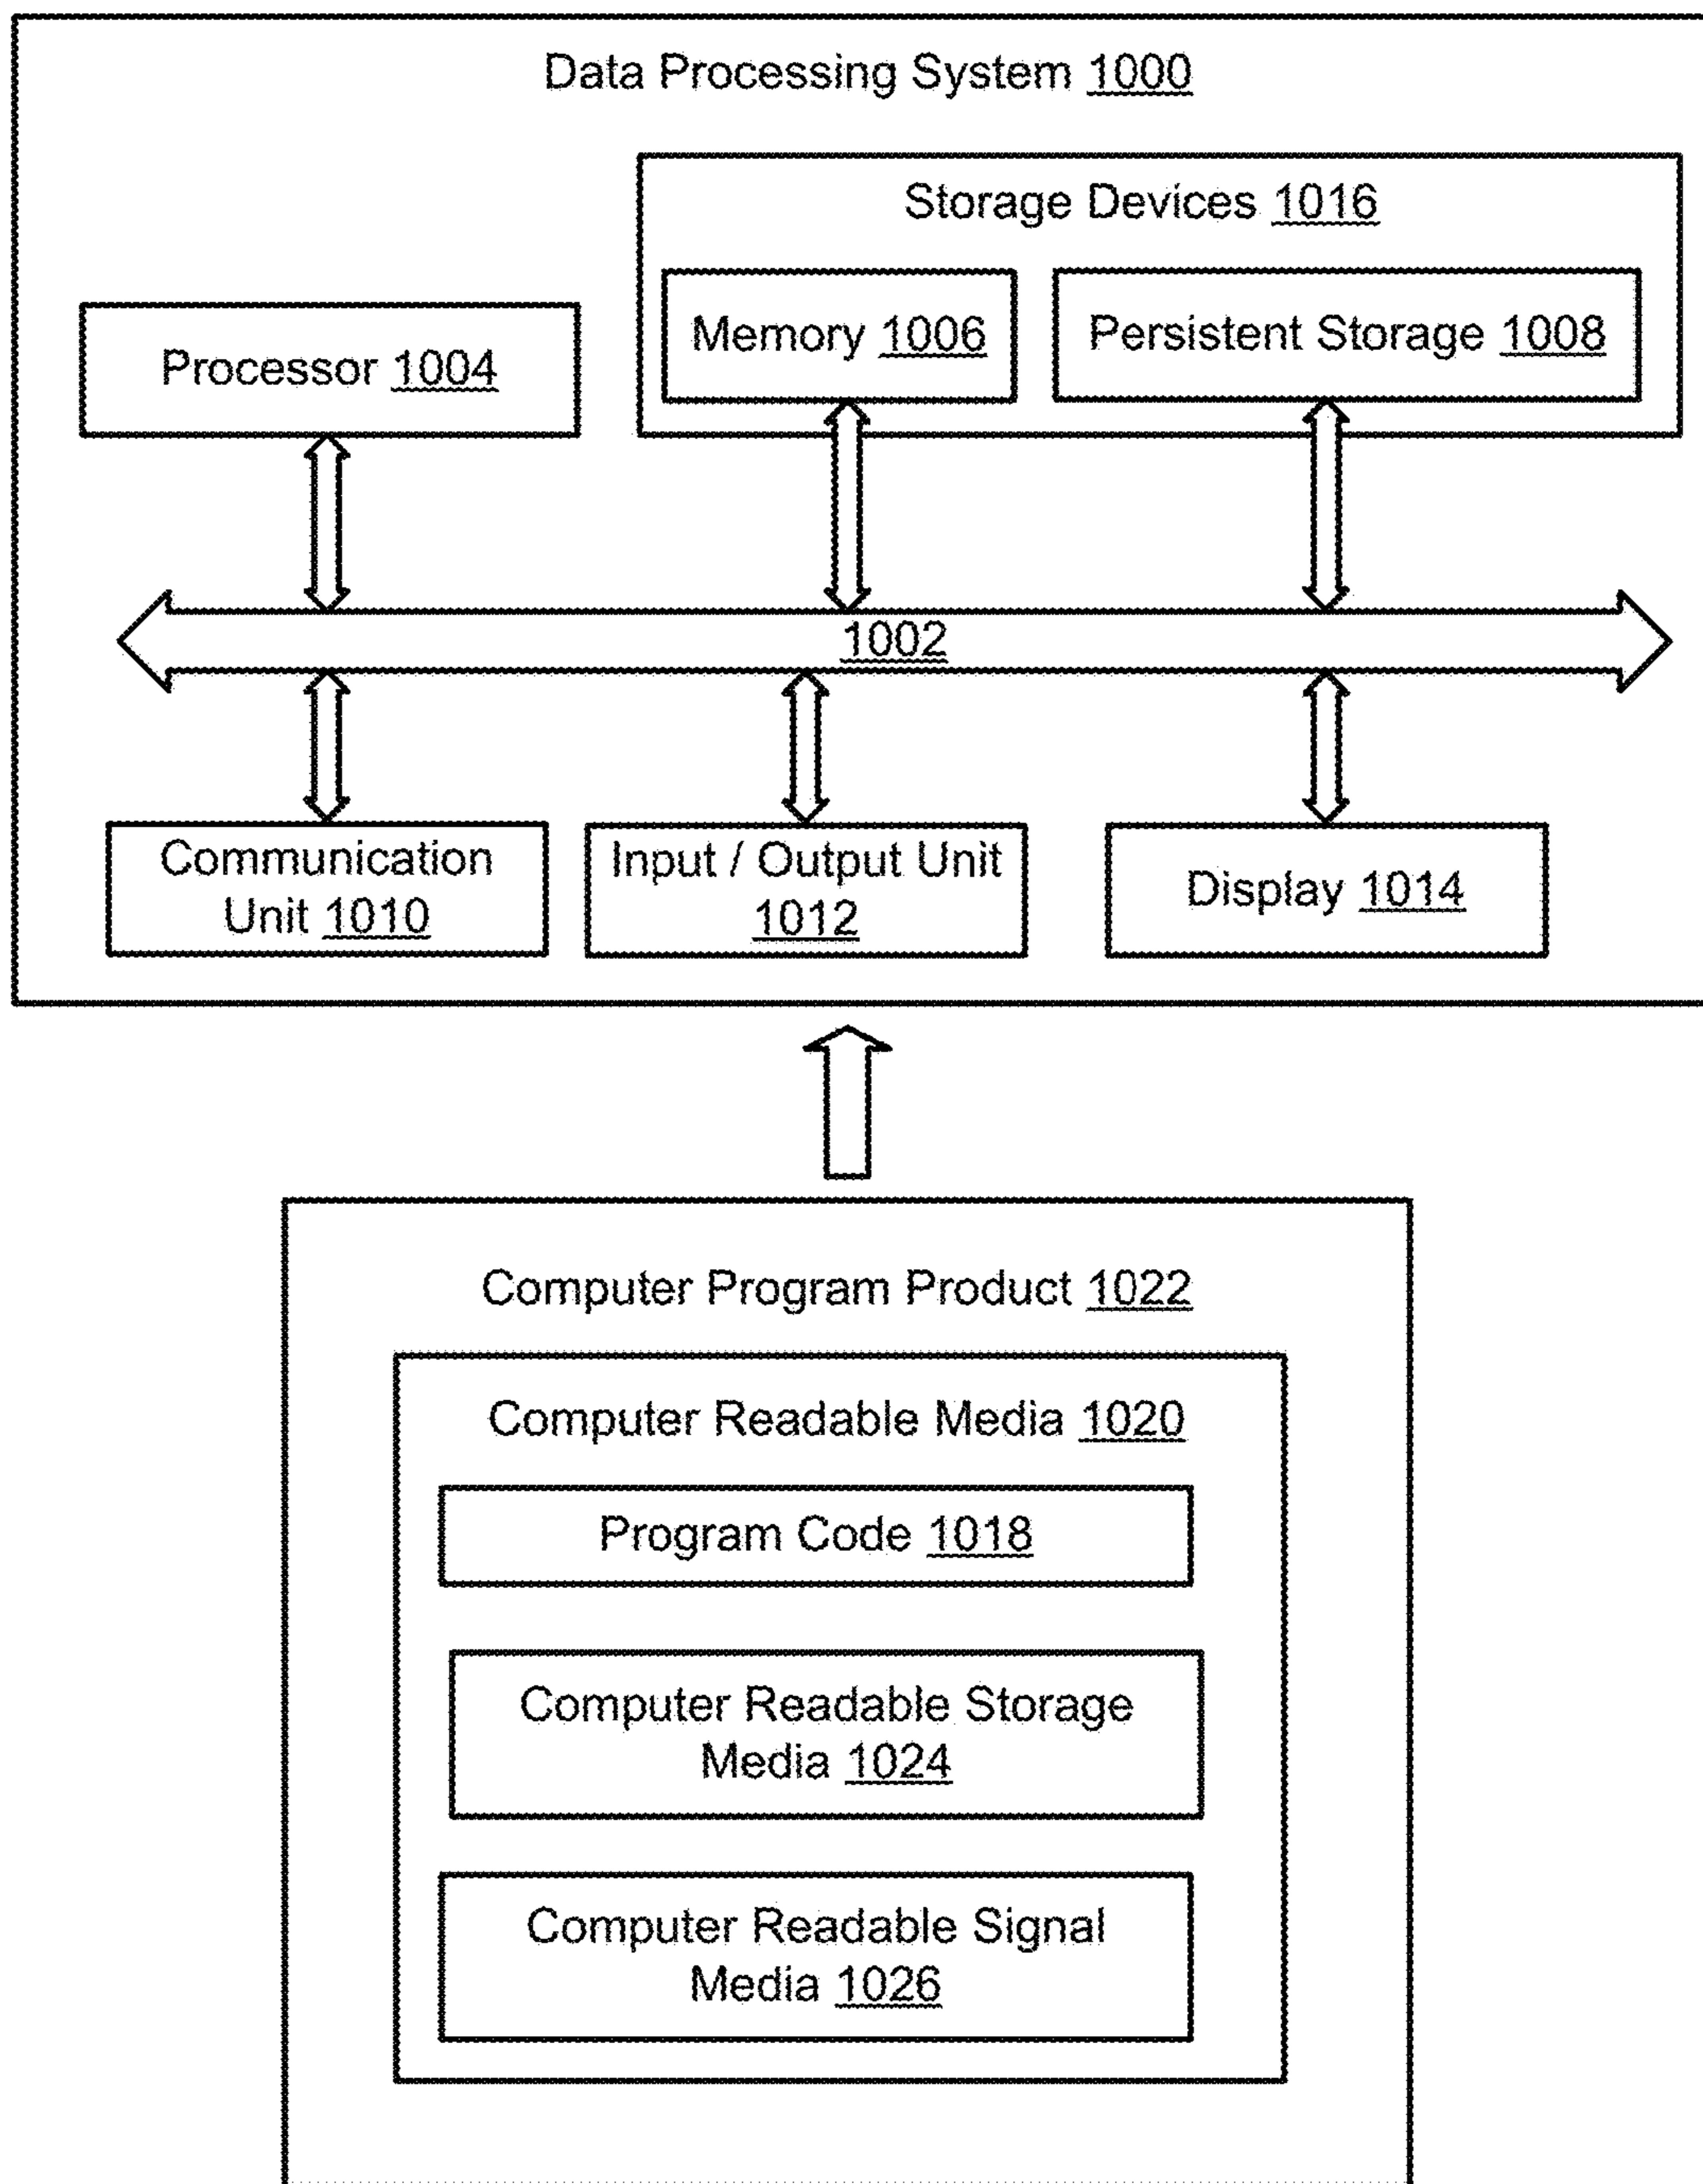 Data Processing System 1000
Storage Devices 1016
Memory 1006
Persistent Storage 1008
Processor 1004
1002
Communication
Unit 1010
Input / Output Unit
1012
Display 1014
Computer Program Product 1022
Computer Readable Media 1020
Program Code 1018
Computer Readable Storage
Media 1024
Computer Readable Signal
Media 1026